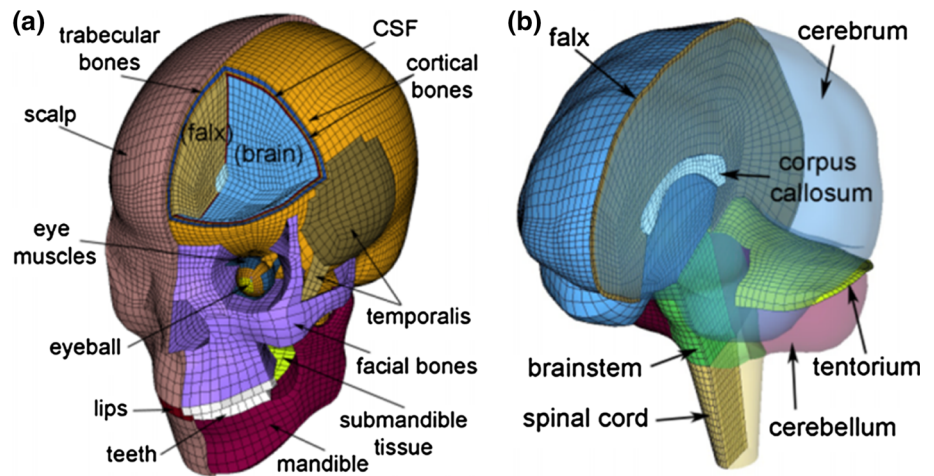 (a)
trabecular
bones
CSF
cortical
bones
scalp
(falx)
(brain)
eye
muscles
temporalis
eyeball
facial bones
lips
submandible
tissue
teeth
mandible
(b)
falx
cerebrum
corpus
callosum
brainstem
tentorium
spinal cord
cerebellum